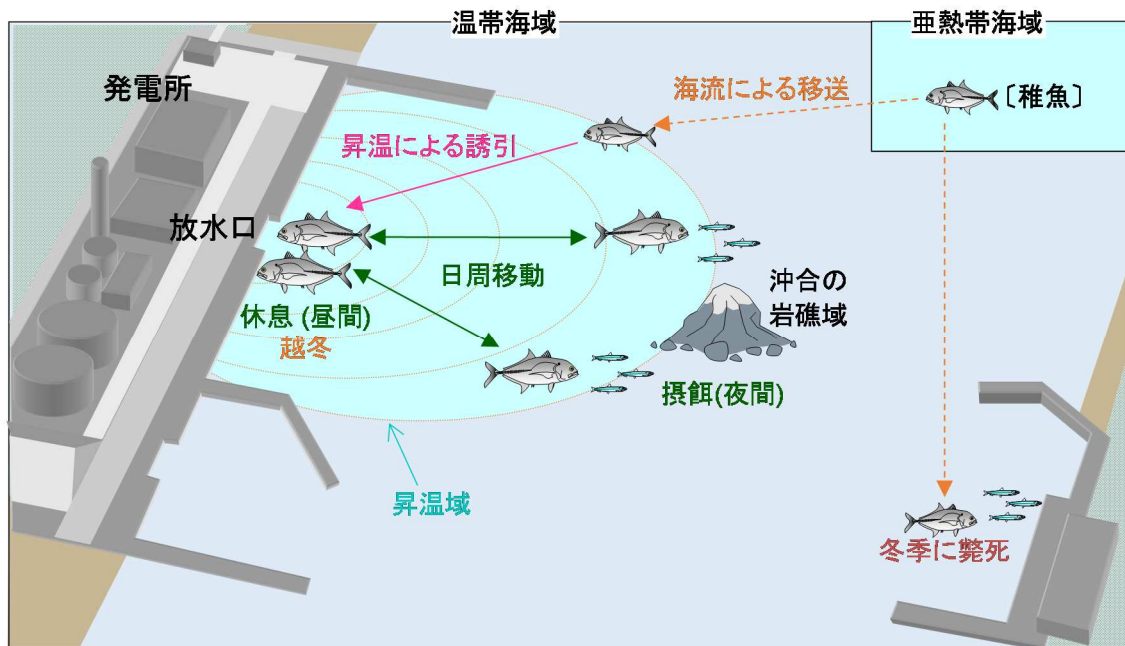 温帯海域
亜熱帯海域
発電所
海流による移送
〔稚魚〕
昇温による誘引
放水口
日周移動
沖合の
岩礁域
休息 (昼間)
越冬
摂餌(夜間)
昇温域
冬季に斃死